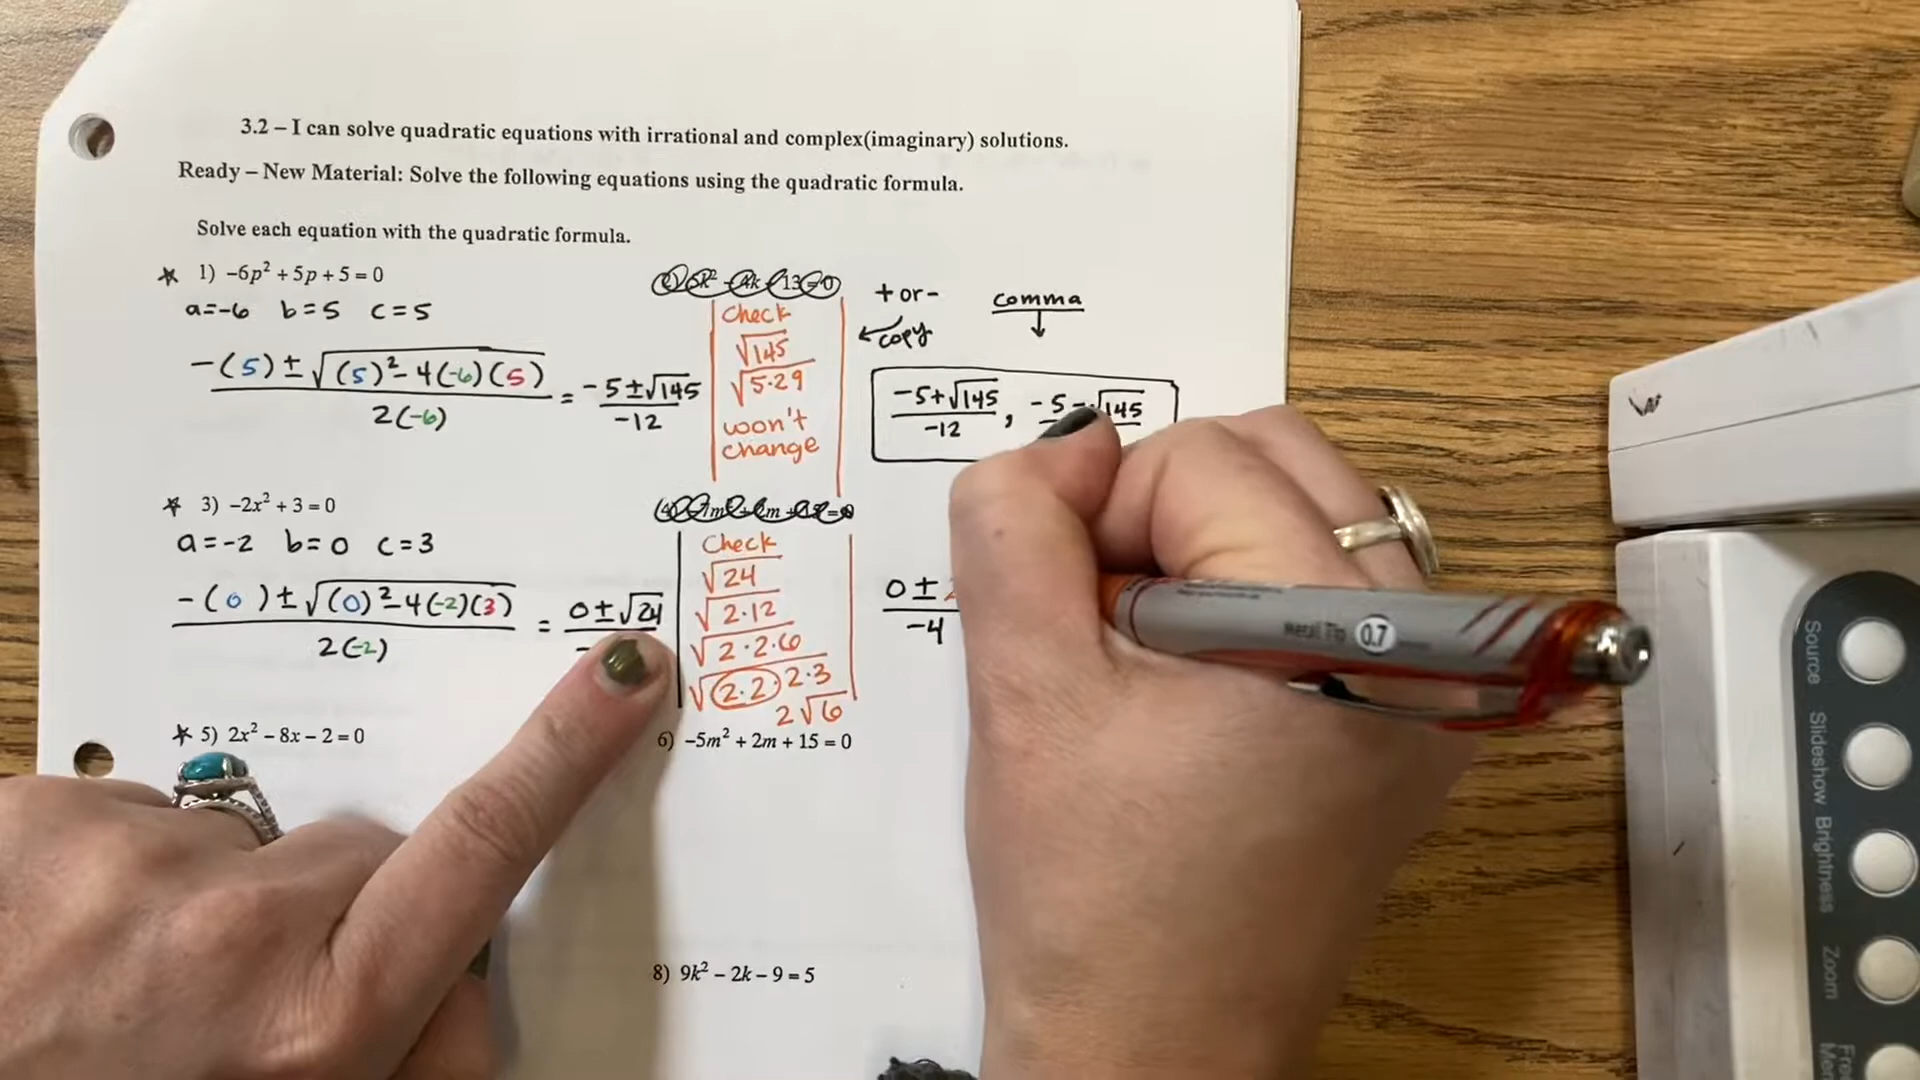 3.2 – I can solve quadratic equations with irrational and complex(imaginary) solutions.
Ready – New Material: Solve the following equations using the quadratic formula.
Solve each equation with the quadratic formula.
★ 1) –6p² + 5p + 5 = 0
a=-6 b=5 c=5
-(5)±√((5)²-4(-6)(5))
2(-6)
= -5±√145
-12
Check
√145
√5·29
won't
change
+ or -
copy
comma
-5+√145
-12
, -5-√145
★ 3) –2x² + 3 = 0
a=-2 b=0 c=3
-(0)±√((0)²-4(-2)(3))
2(-2)
= 0±√24
Check
√24
√2·12
√2·2·6
√2·2·2·3
2√6
0±
-4
★ 5) 2x² – 8x – 2 = 0
6) –5m² + 2m + 15 = 0
8) 9k² – 2k – 9 = 5
0.7
Source
Slideshow
Brightness
Zoom